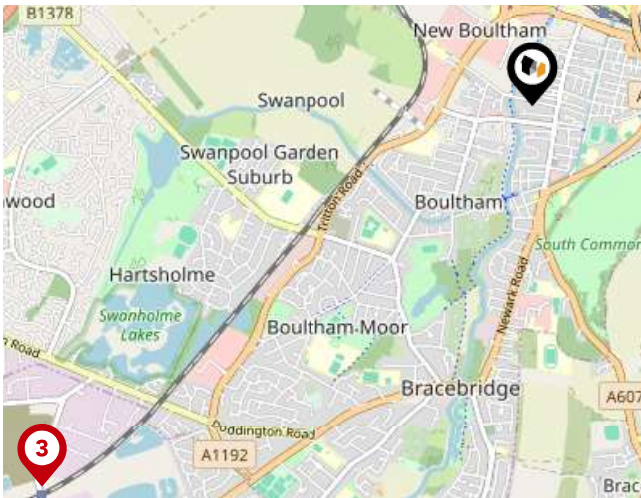 B1378
New Boultham
A
Swanpool
Swanpool Garden
Suburb
wood
Tritton Road
Boultham
South Common
Hartsholme
Swanholme
Lakes
Newark Road
Boultham Moor
n Road
Bracebridge
A607
Doddington Road
A1192
3
Brac